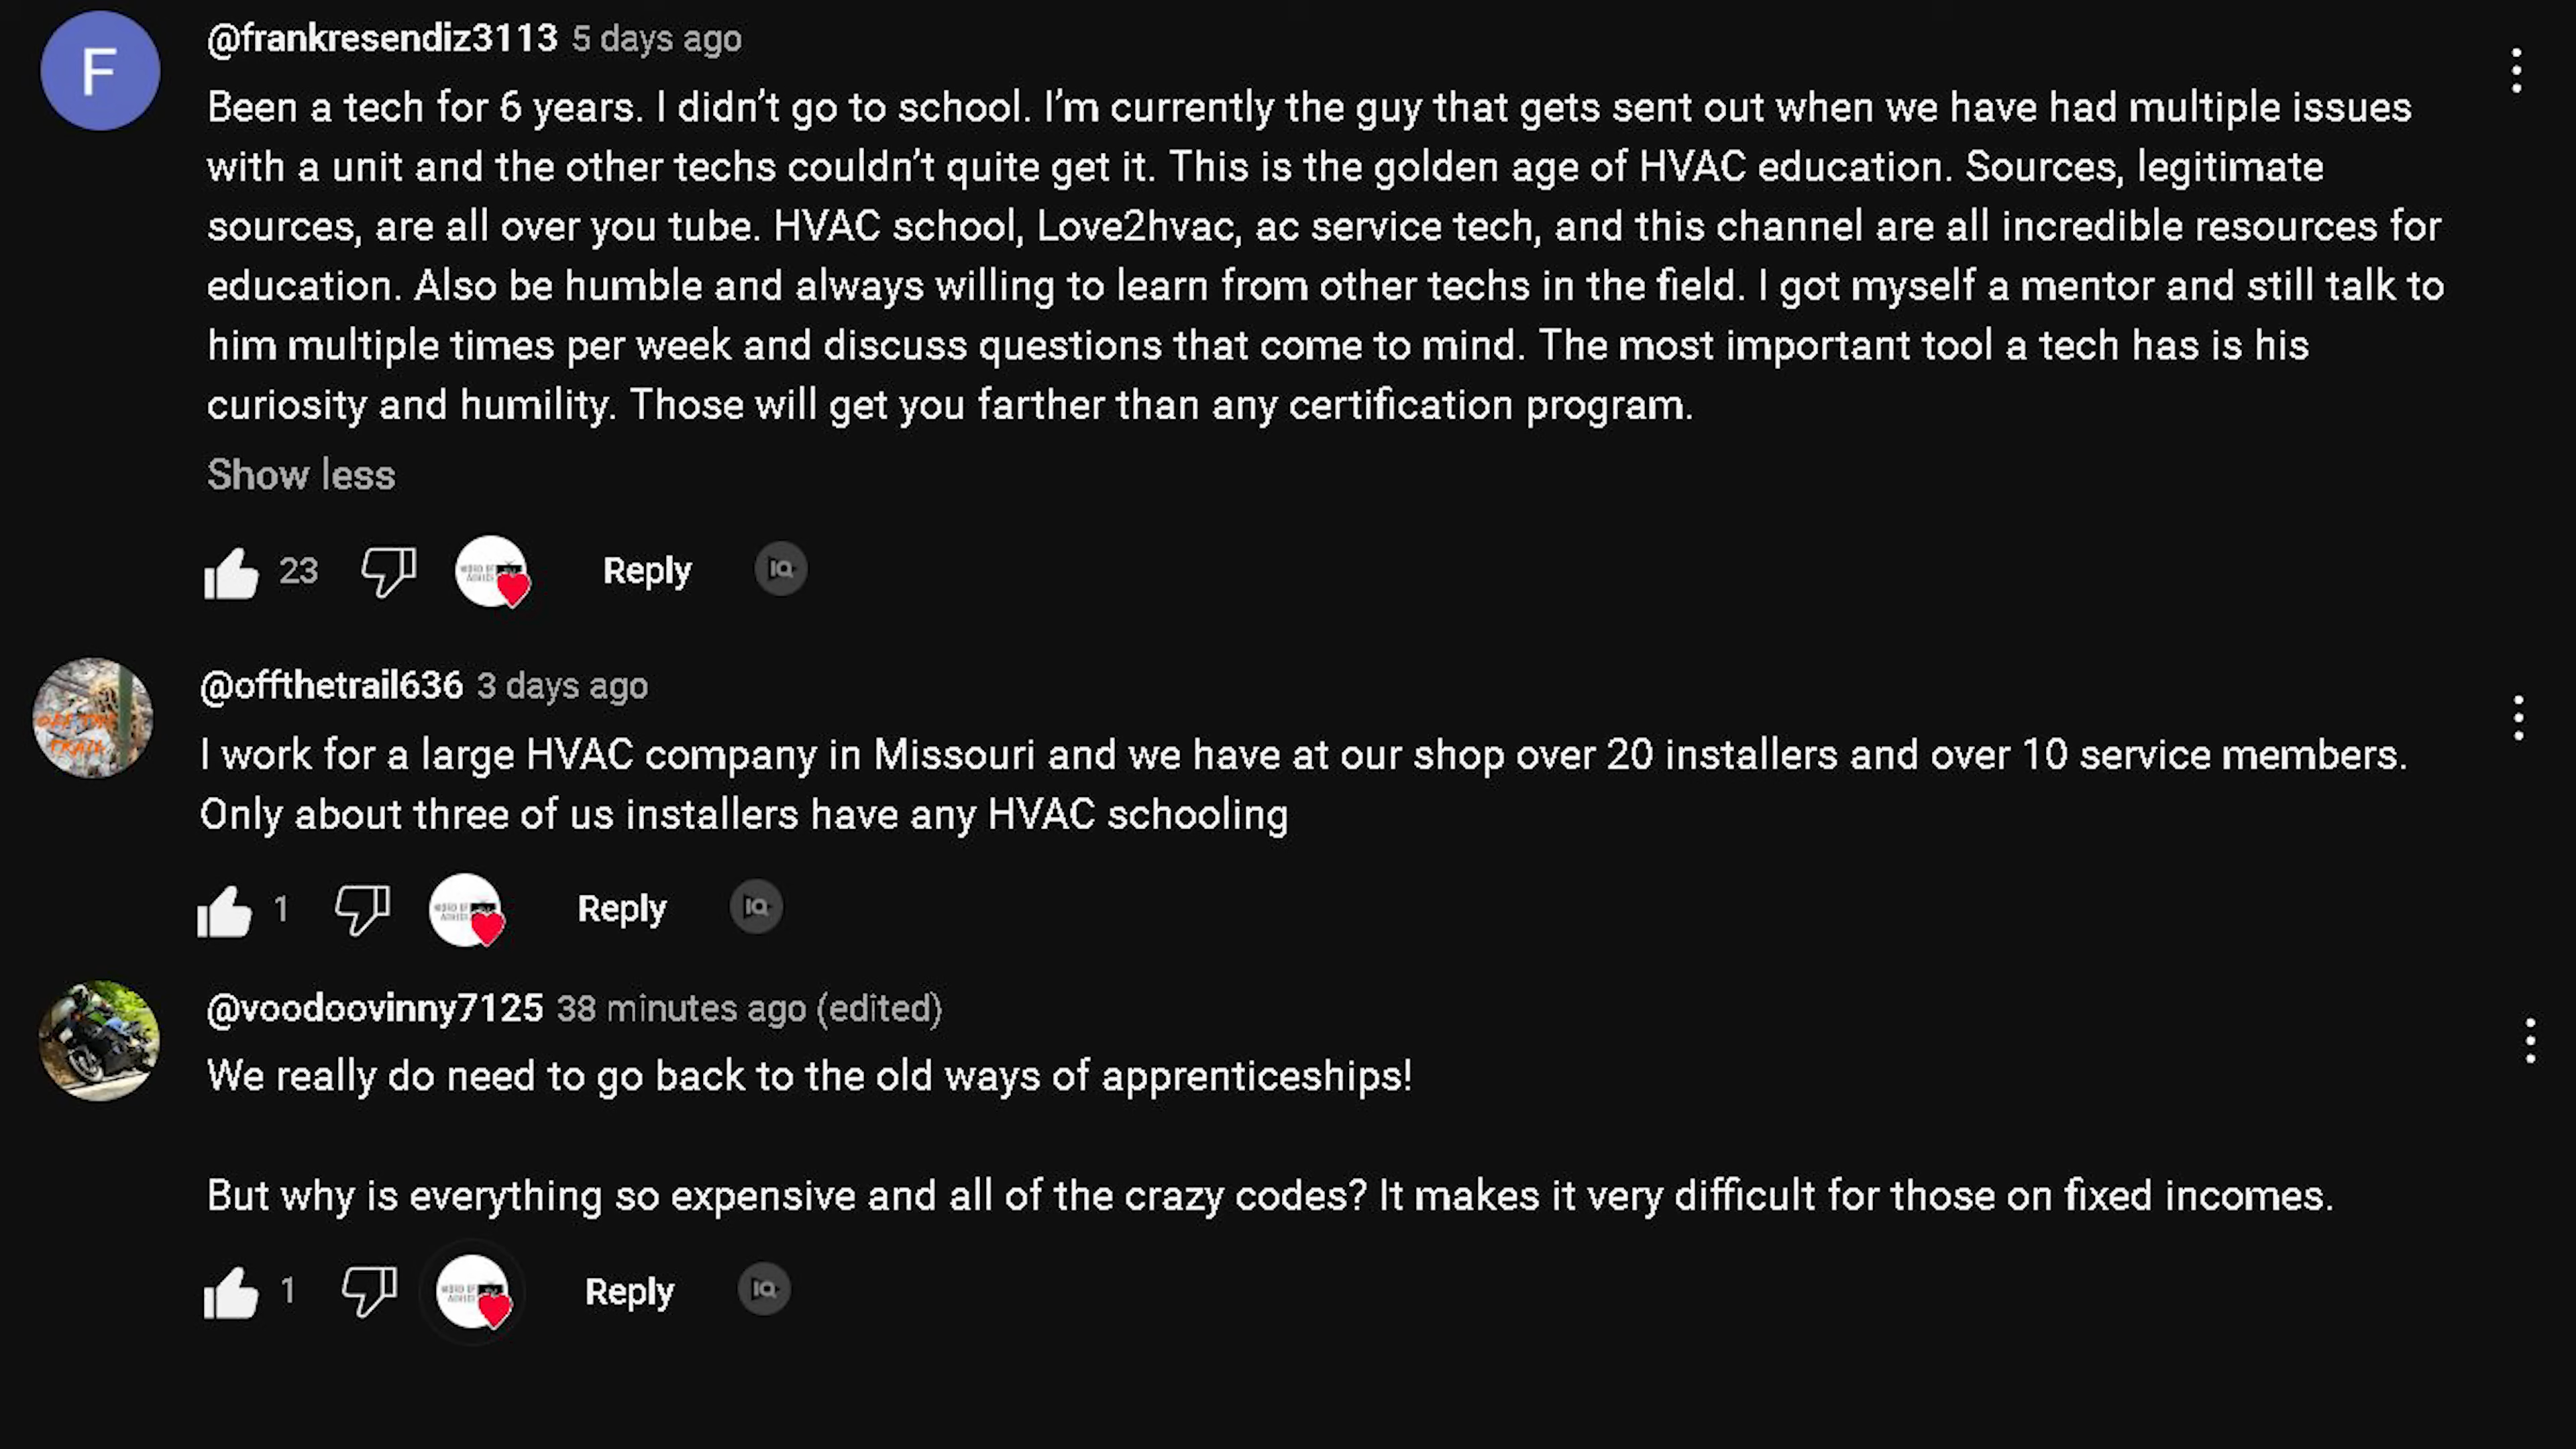 F
@frankresendiz3113 5 days ago
Been a tech for 6 years. I didn’t go to school. I’m currently the guy that gets sent out when we have had multiple issues
with a unit and the other techs couldn’t quite get it. This is the golden age of HVAC education. Sources, legitimate
sources, are all over you tube. HVAC school, Love2hvac, ac service tech, and this channel are all incredible resources for
education. Also be humble and always willing to learn from other techs in the field. I got myself a mentor and still talk to
him multiple times per week and discuss questions that come to mind. The most important tool a tech has is his
curiosity and humility. Those will get you farther than any certification program.
Show less
23 Reply IQ
@offthetrail636 3 days ago
OFF THE
TRAIL
I work for a large HVAC company in Missouri and we have at our shop over 20 installers and over 10 service members.
Only about three of us installers have any HVAC schooling
1 Reply IQ
@voodoovinny7125 38 minutes ago (edited)
We really do need to go back to the old ways of apprenticeships!
But why is everything so expensive and all of the crazy codes? It makes it very difficult for those on fixed incomes.
1 Reply IQ